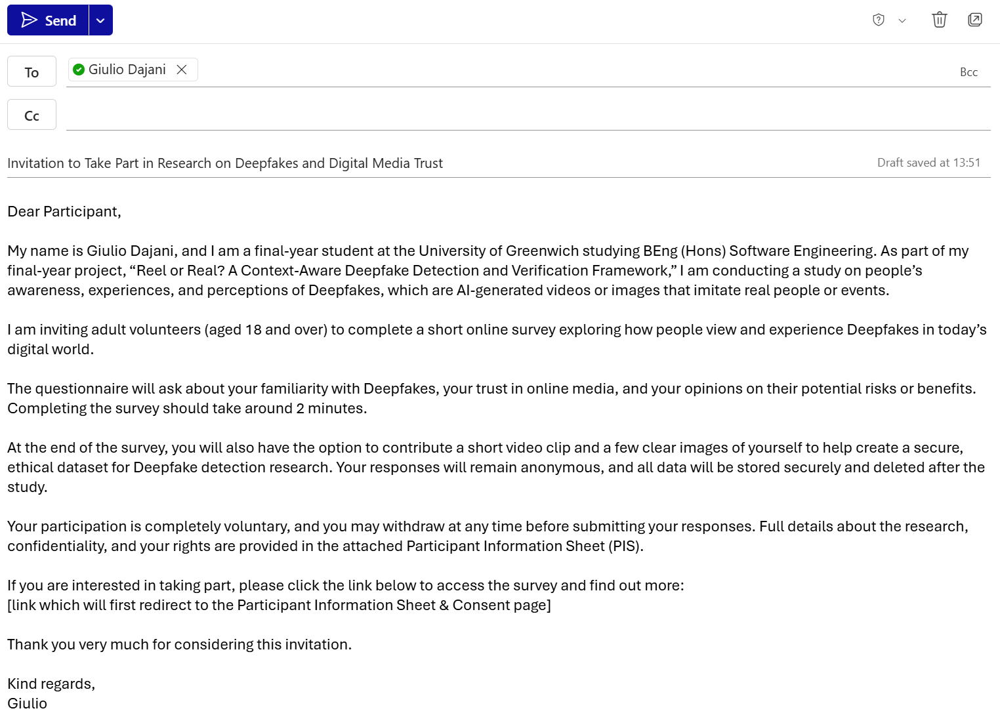 Send
To
Giulio Dajani
Bcc
Cc
Invitation to Take Part in Research on Deepfakes and Digital Media Trust
Draft saved at 13:51
Dear Participant,
My name is Giulio Dajani, and I am a final-year student at the University of Greenwich studying BEng (Hons) Software Engineering. As part of my
final-year project, “Reel or Real? A Context-Aware Deepfake Detection and Verification Framework,” I am conducting a study on people’s
awareness, experiences, and perceptions of Deepfakes, which are AI-generated videos or images that imitate real people or events.
I am inviting adult volunteers (aged 18 and over) to complete a short online survey exploring how people view and experience Deepfakes in today’s
digital world.
The questionnaire will ask about your familiarity with Deepfakes, your trust in online media, and your opinions on their potential risks or benefits.
Completing the survey should take around 2 minutes.
At the end of the survey, you will also have the option to contribute a short video clip and a few clear images of yourself to help create a secure,
ethical dataset for Deepfake detection research. Your responses will remain anonymous, and all data will be stored securely and deleted after the
study.
Your participation is completely voluntary, and you may withdraw at any time before submitting your responses. Full details about the research,
confidentiality, and your rights are provided in the attached Participant Information Sheet (PIS).
If you are interested in taking part, please click the link below to access the survey and find out more:
[link which will first redirect to the Participant Information Sheet & Consent page]
Thank you very much for considering this invitation.
Kind regards,
Giulio